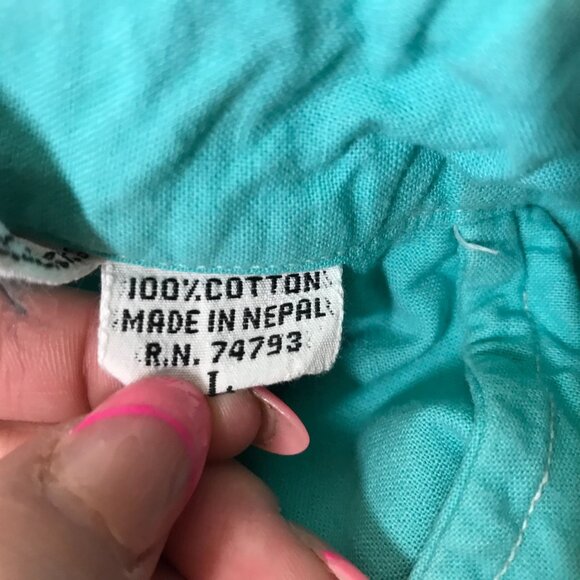 100% COTTON
MADE IN NEPAL
R.N. 74793
L